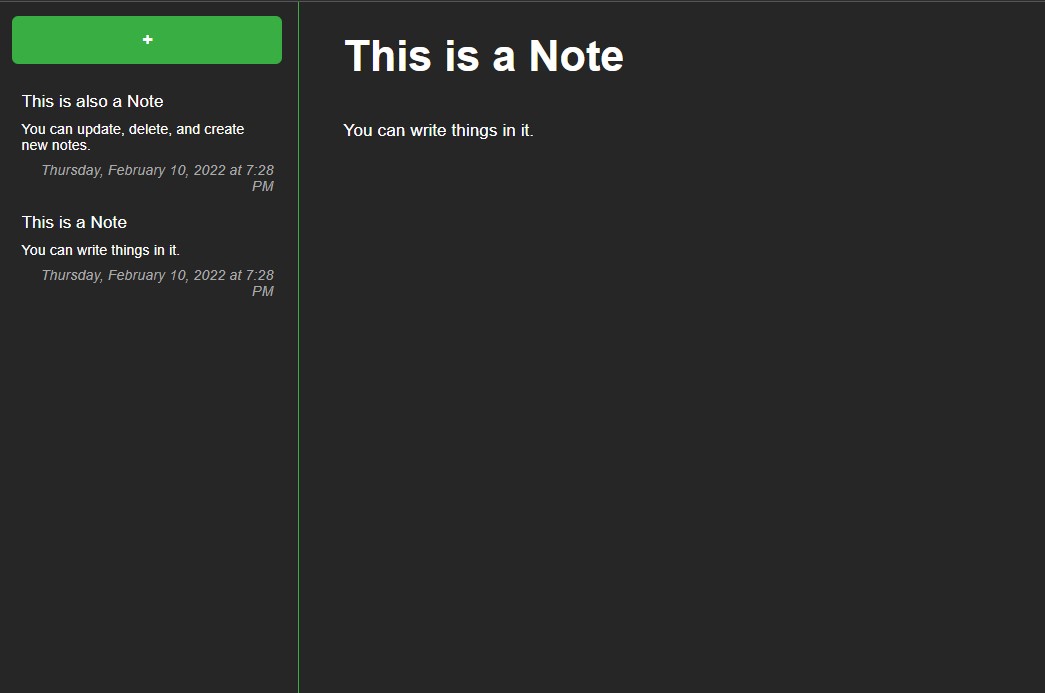 +
This is also a Note
You can update, delete, and create
new notes.
Thursday, February 10, 2022 at 7:28
PM
This is a Note
You can write things in it.
Thursday, February 10, 2022 at 7:28
PM
This is a Note
You can write things in it.